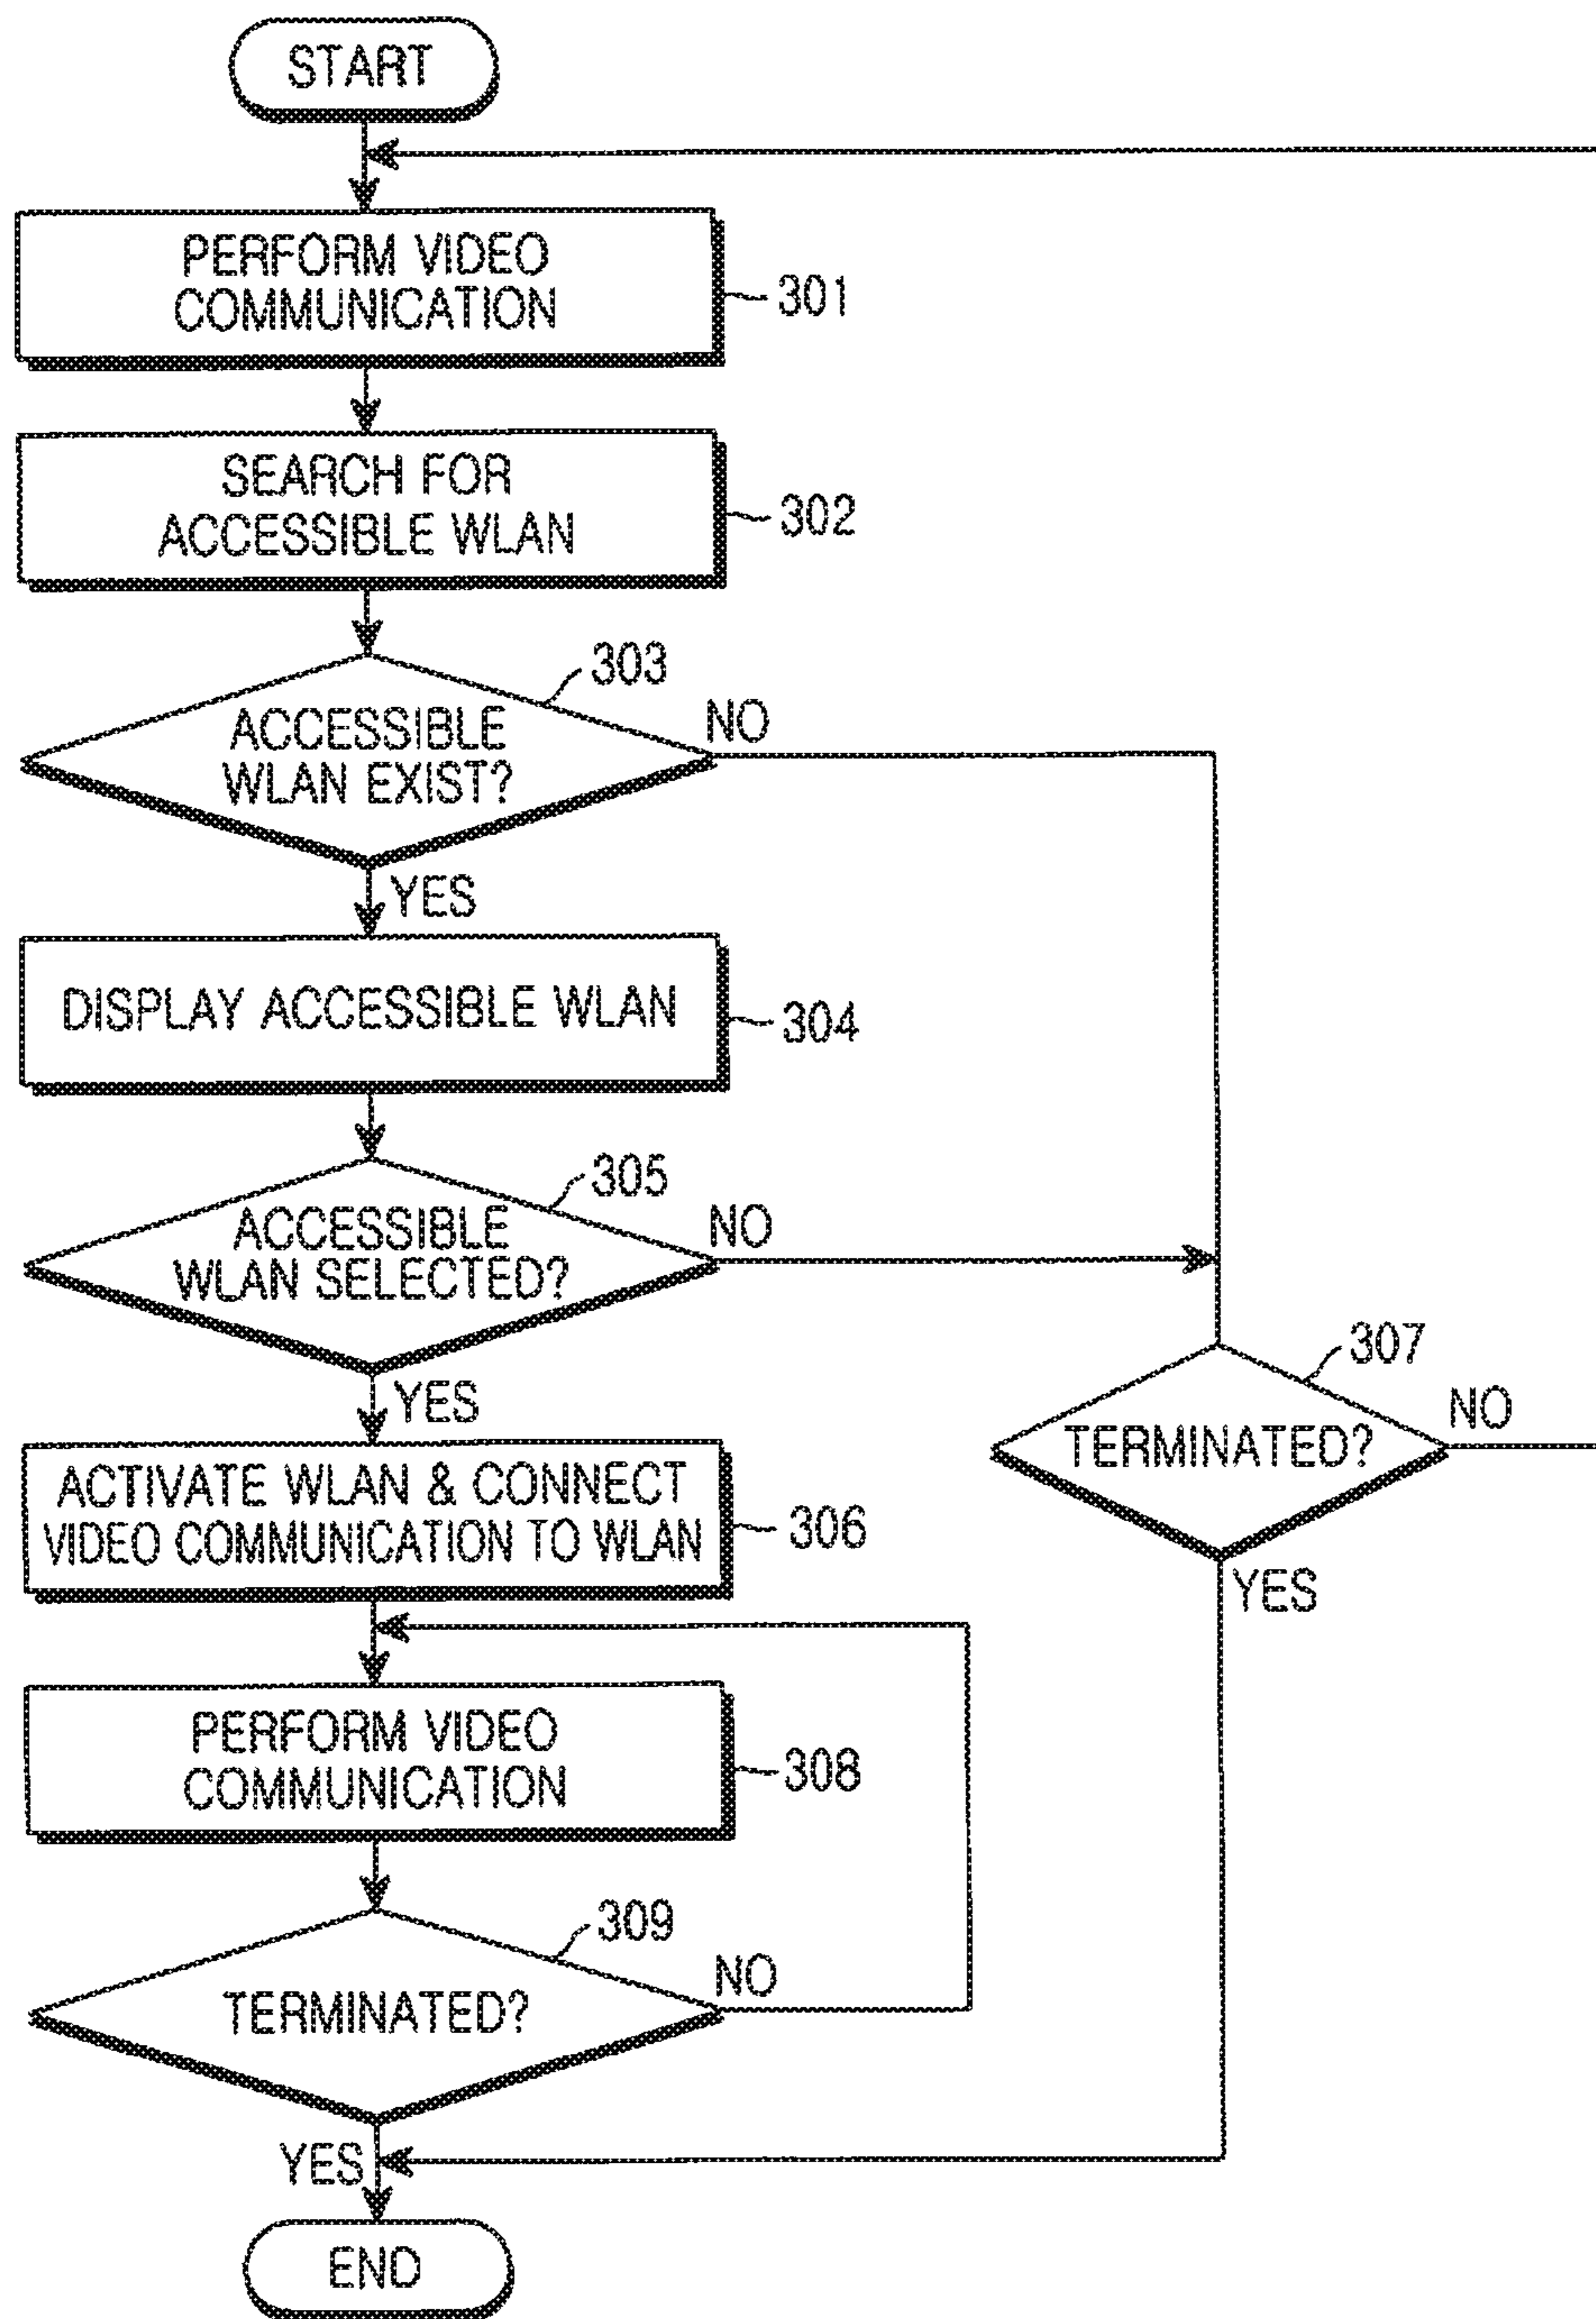 START
PERFORM VIDEO
COMMUNICATION
301
SEARCH FOR
ACCESSIBLE WLAN
302
303
ACCESSIBLE
WLAN EXIST?
NO
YES
DISPLAY ACCESSIBLE WLAN
304
305
ACCESSIBLE
WLAN SELECTED?
NO
YES
307
TERMINATED?
NO
YES
ACTIVATE WLAN & CONNECT
VIDEO COMMUNICATION TO WLAN
306
PERFORM VIDEO
COMMUNICATION
308
309
TERMINATED?
NO
YES
END